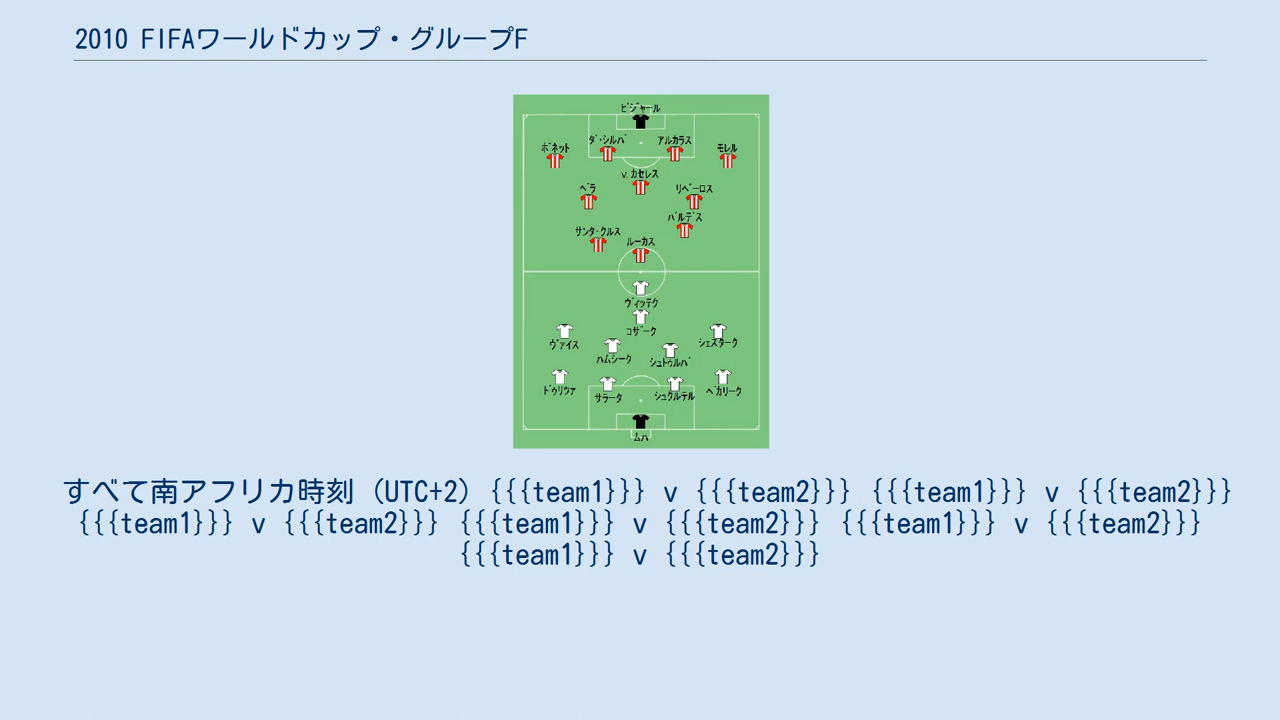 2010 FIFAワールドカップ・グループF
ビジャール
ボネット
ダ・シルバ
アルカラス
モレル
v. カセレス
ベラ
リベーロス
バルデス
サンタ・クルス
ルーカス
ヴィッテク
コザーク
ヴァイス
シェスターク
ハムシーク
シュトゥルバ
ドゥリツァ
サラータ
シュクルテル
ペカリーク
ムハ
すべて南アフリカ時刻（UTC+2）{{{team1}}} v {{{team2}}} {{{team1}}} v {{{team2}}}
{{{team1}}} v {{{team2}}} {{{team1}}} v {{{team2}}} {{{team1}}} v {{{team2}}}
{{{team1}}} v {{{team2}}}